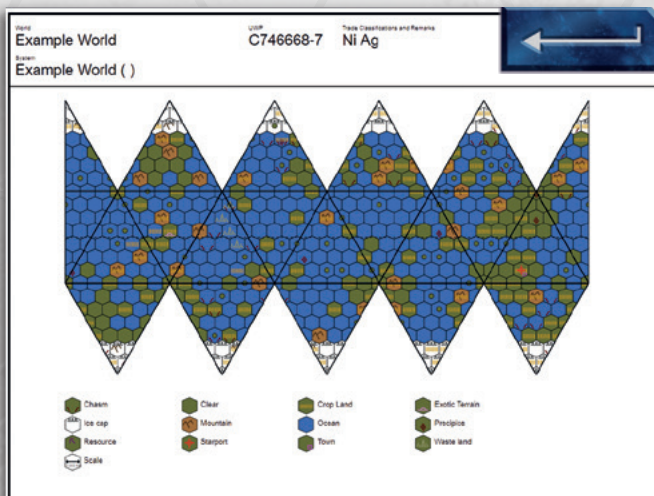 World
Example World
UWP
C746668-7
Trade Classifications and Remarks
Ni Ag
System
Example World ( )
Chasm
Clear
Crop Land
Exotic Terrain
Ice cap
Mountain
Ocean
Precipice
Resource
Starport
Town
Waste land
Scale